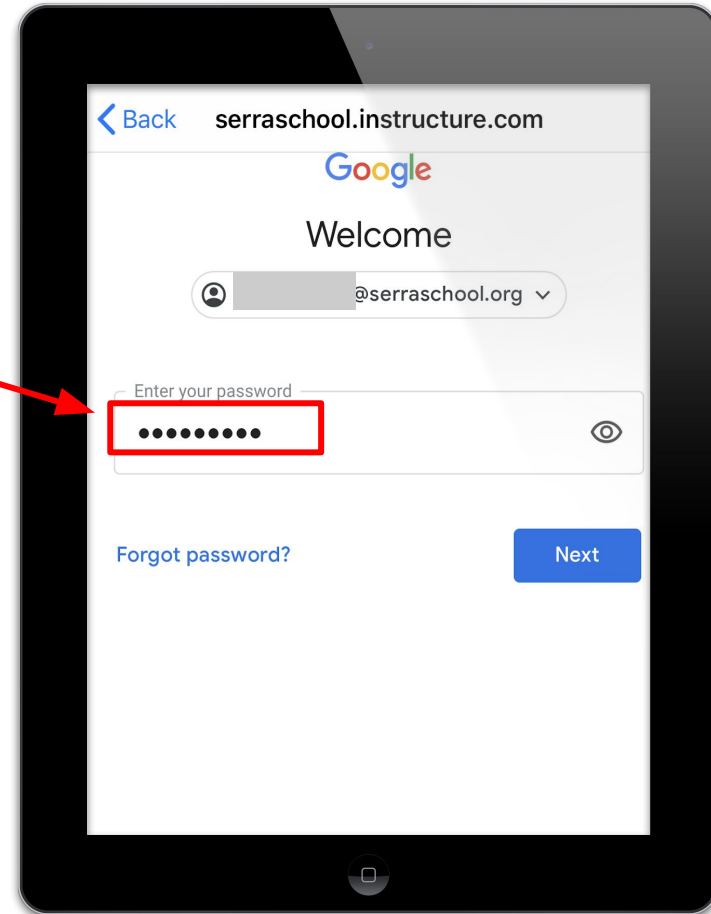 Back serraschool.instructure.com
Google
Welcome
@serraschool.org
Enter your password
Forgot password? Next